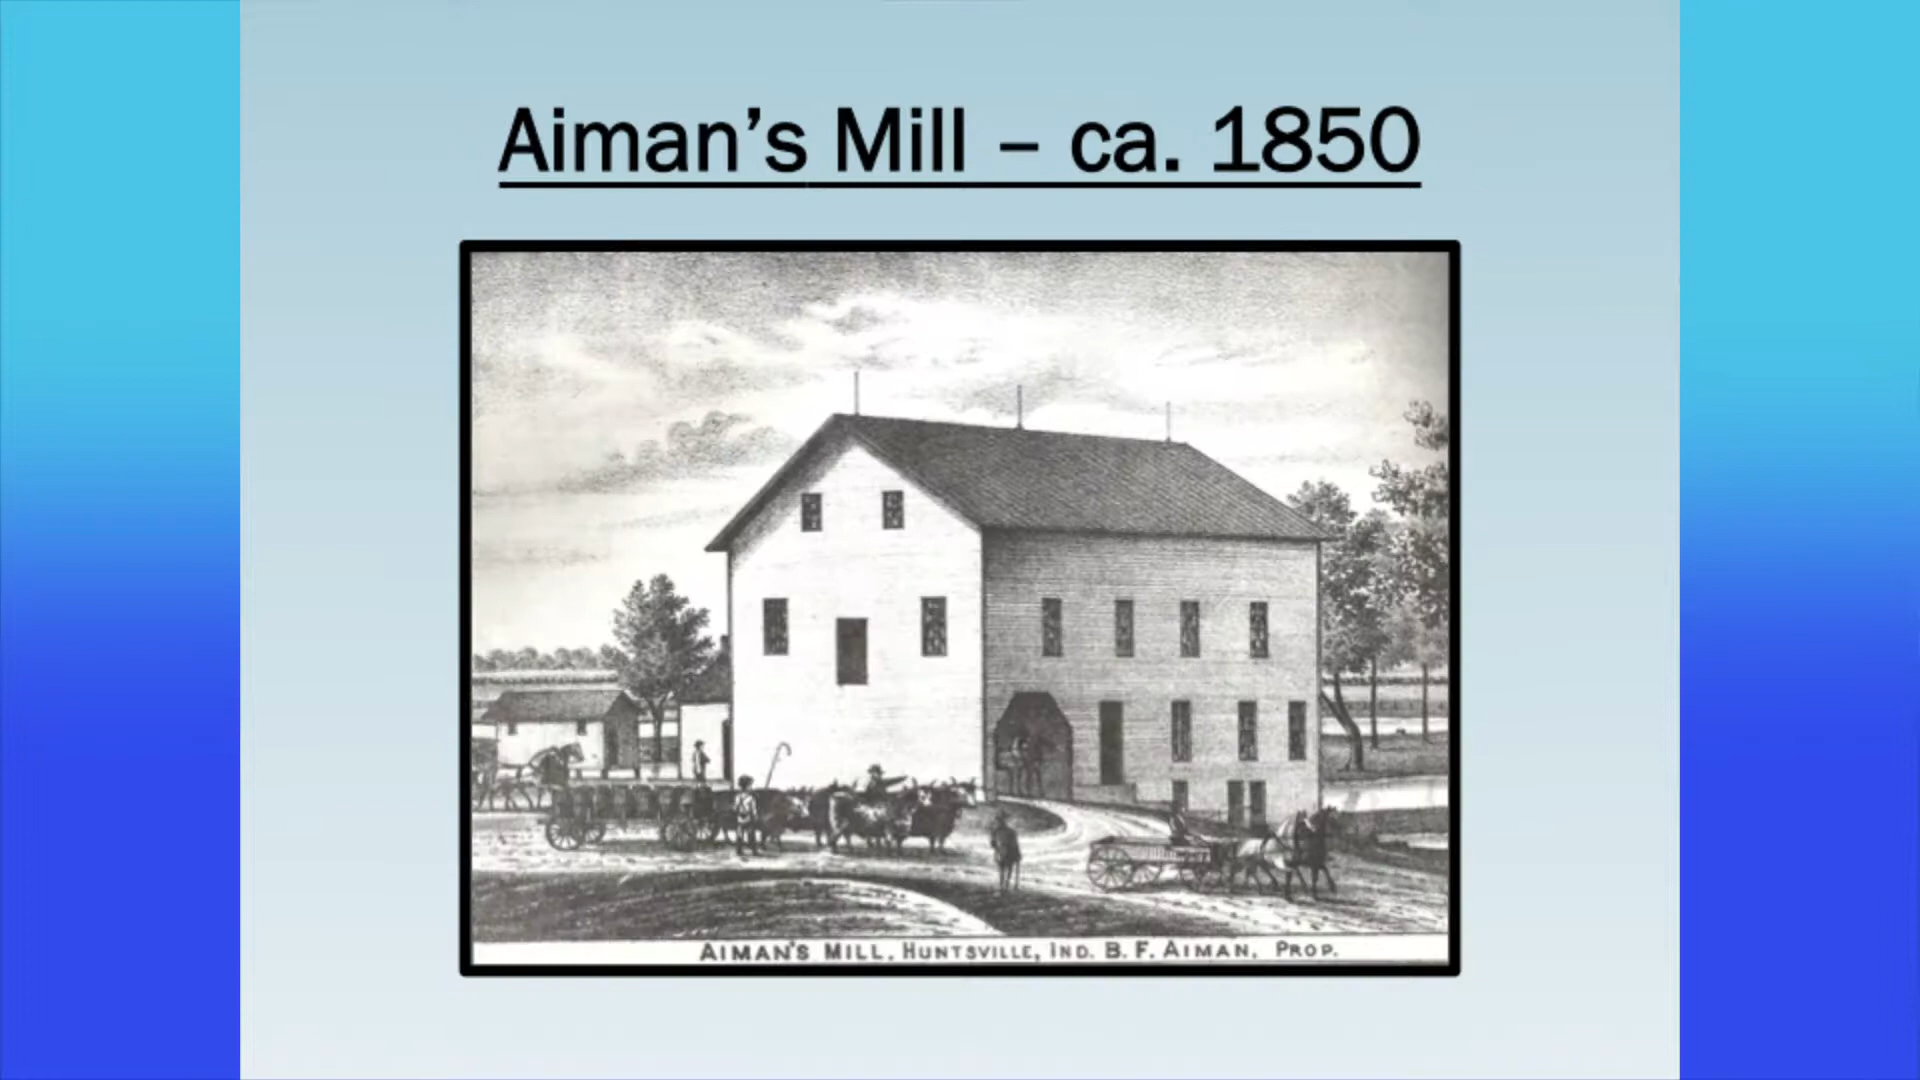 Aiman’s Mill – ca. 1850
AIMAN'S MILL, HUNTSVILLE, IND. B. F. AIMAN, PROP.